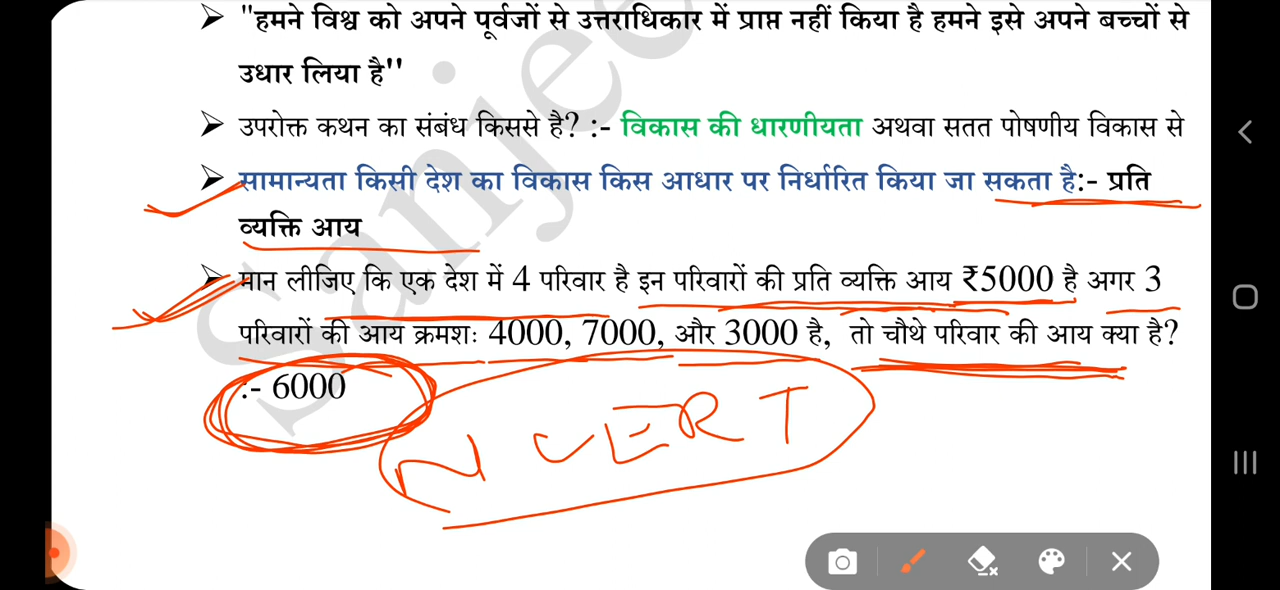 ➢ "हमने विश्व को अपने पूर्वजों से उत्तराधिकार में प्राप्त नहीं किया है हमने इसे अपने बच्चों से
उधार लिया है"
➢ उपरोक्त कथन का संबंध किससे है? :- विकास की धारणीयता अथवा सतत पोषणीय विकास से
➢ सामान्यता किसी देश का विकास किस आधार पर निर्धारित किया जा सकता है:- प्रति
व्यक्ति आय
➢ मान लीजिए कि एक देश में 4 परिवार है इन परिवारों की प्रति व्यक्ति आय ₹5000 है अगर 3
परिवारों की आय क्रमशः 4000, 7000, और 3000 है, तो चौथे परिवार की आय क्या है?
:- 6000
NCERT
Sanjee